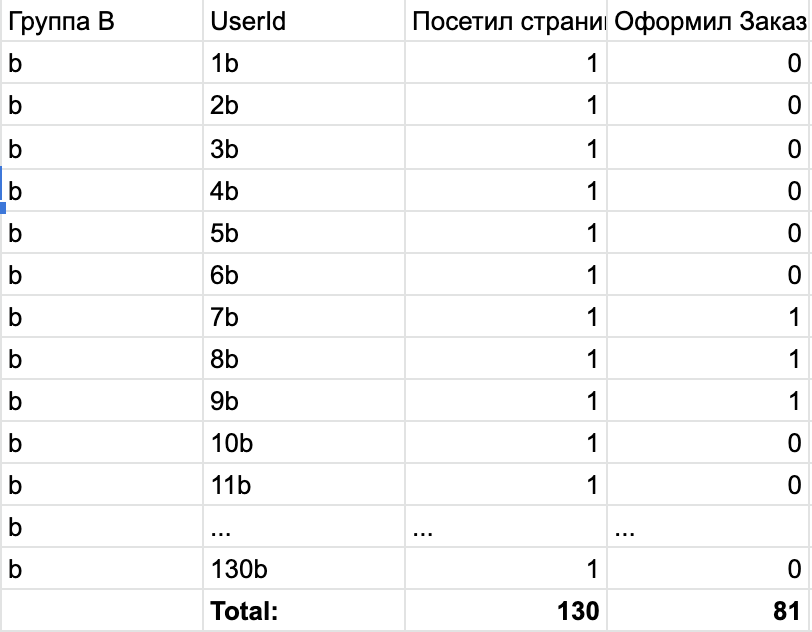 Группа B UserId Посетил страни Оформил Заказ
b 1b 1 0
b 2b 1 0
b 3b 1 0
b 4b 1 0
b 5b 1 0
b 6b 1 0
b 7b 1 1
b 8b 1 1
b 9b 1 1
b 10b 1 0
b 11b 1 0
b ... ... ...
b 130b 1 0
Total: 130 81